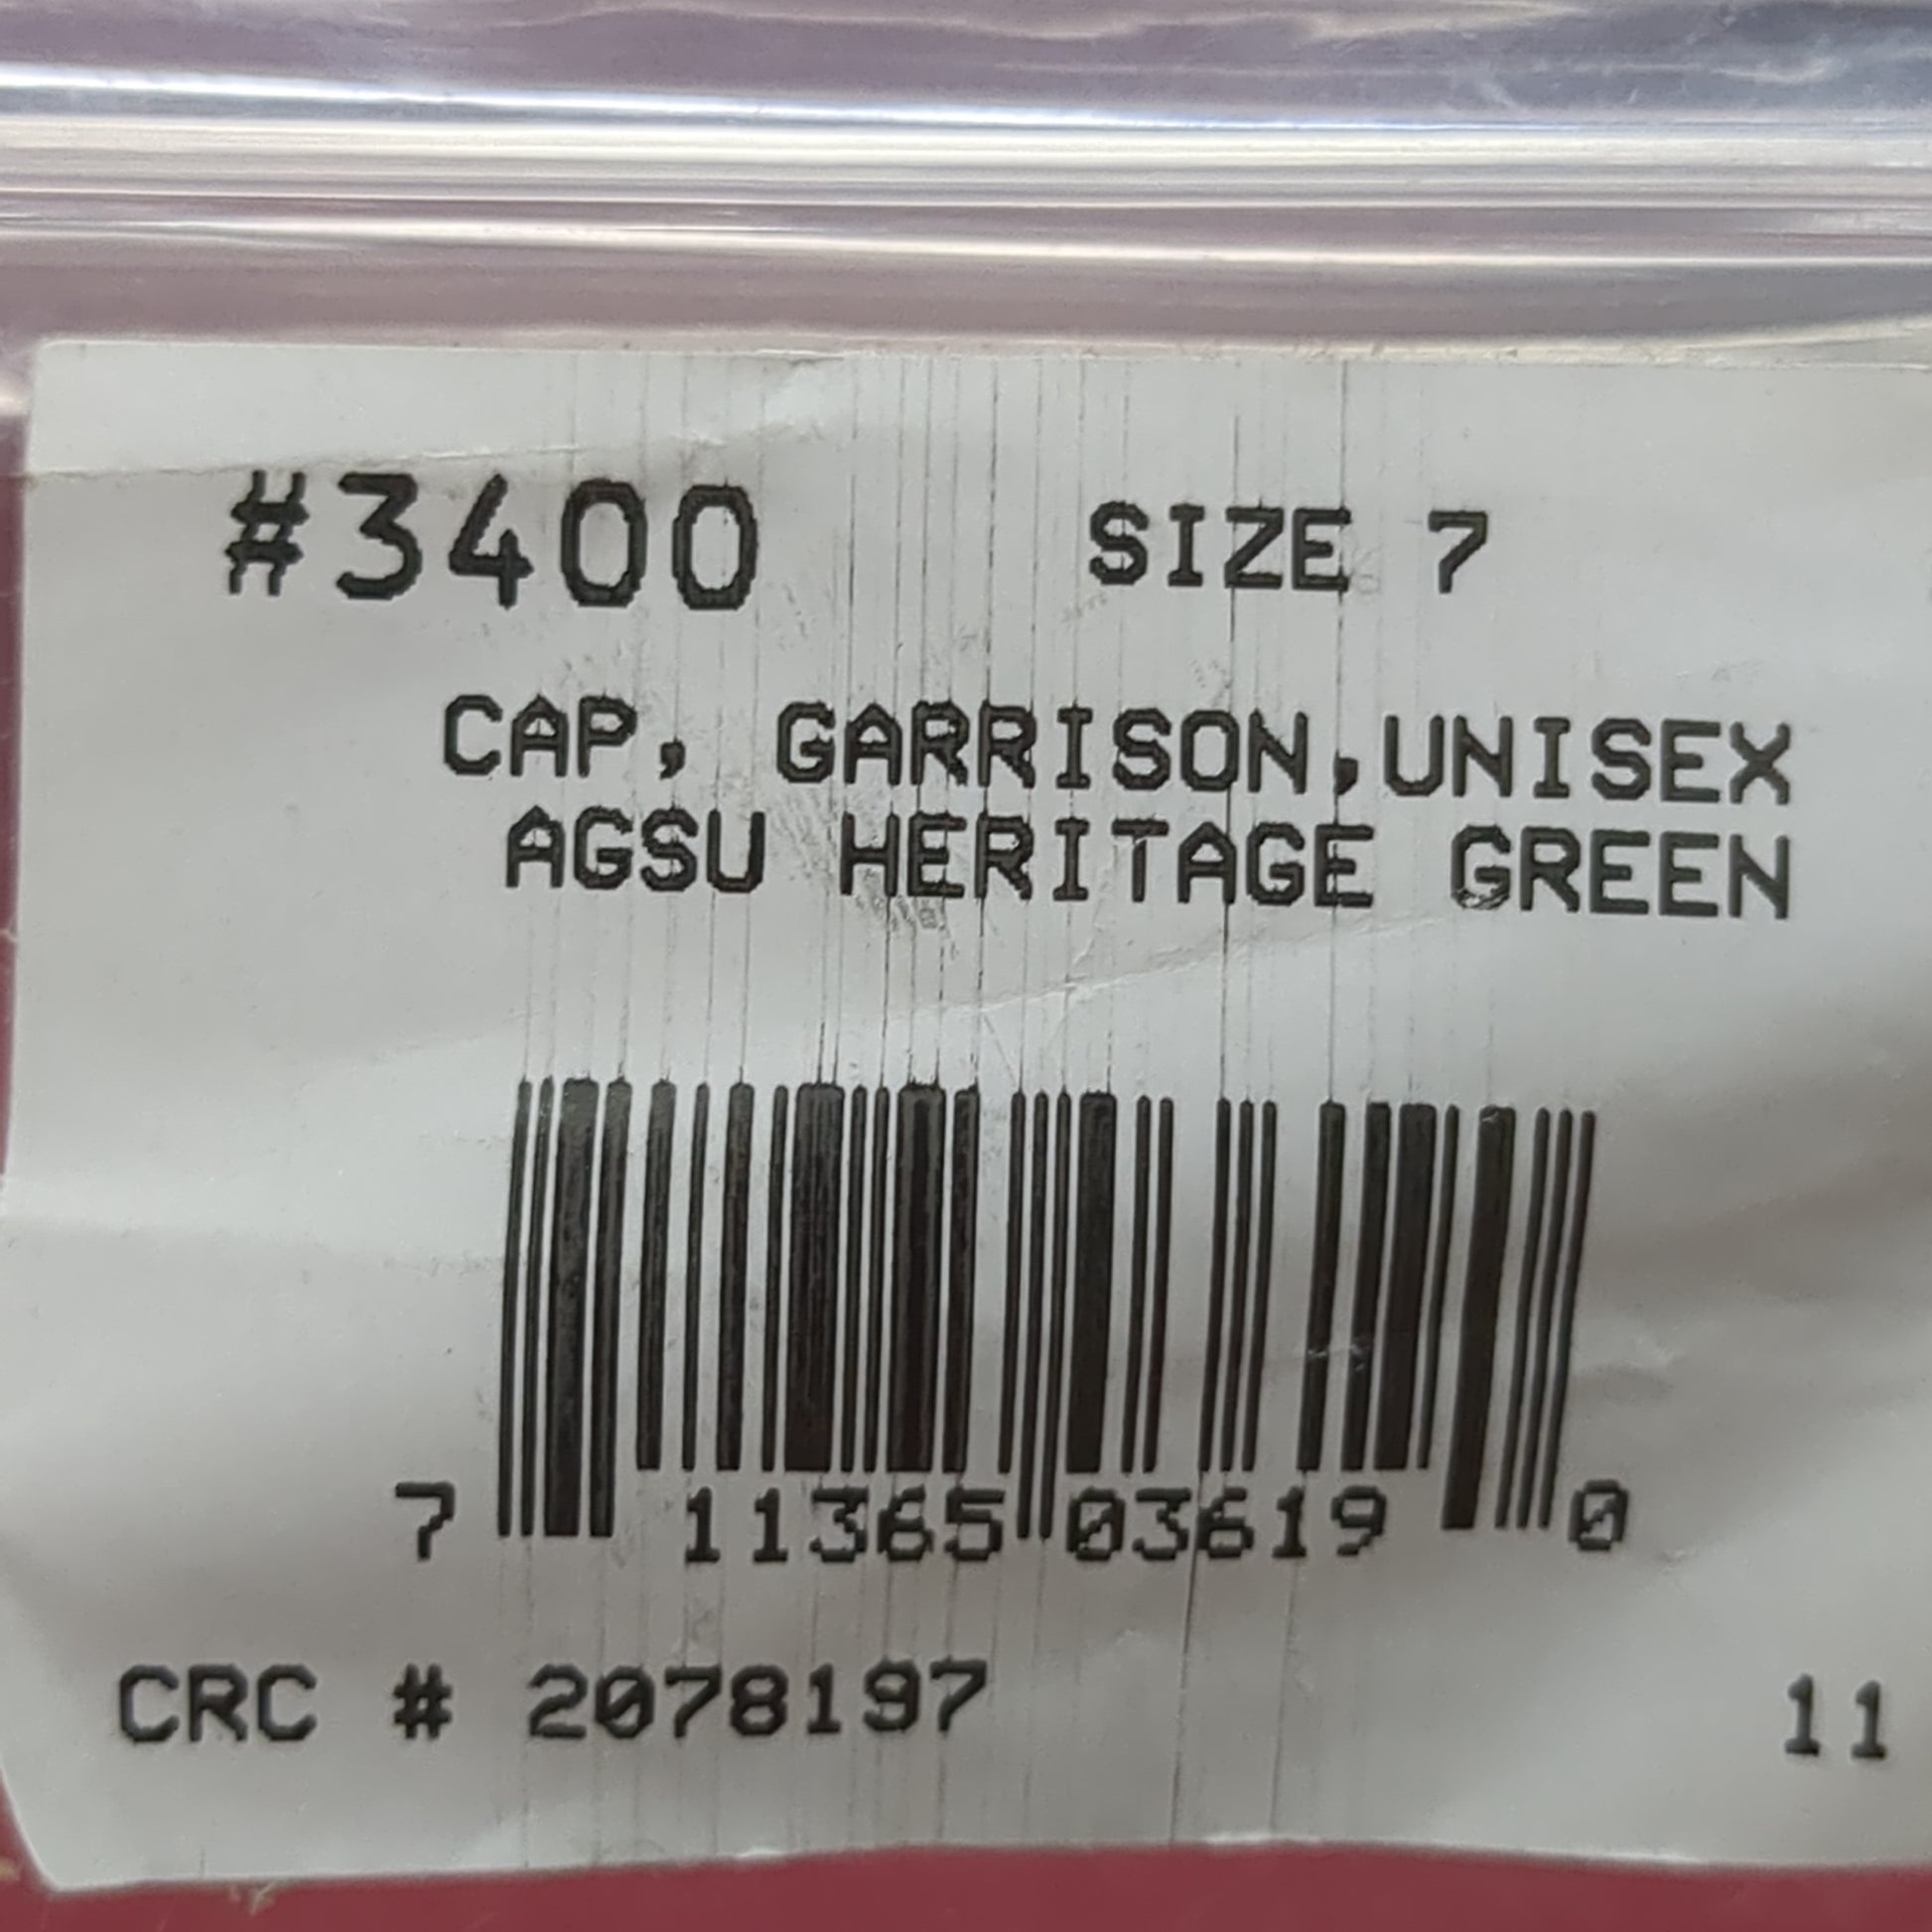 #3400 SIZE 7
CAP, GARRISON,UNISEX
AGSU HERITAGE GREEN
7 11365 03619 0
CRC # 2078197 11